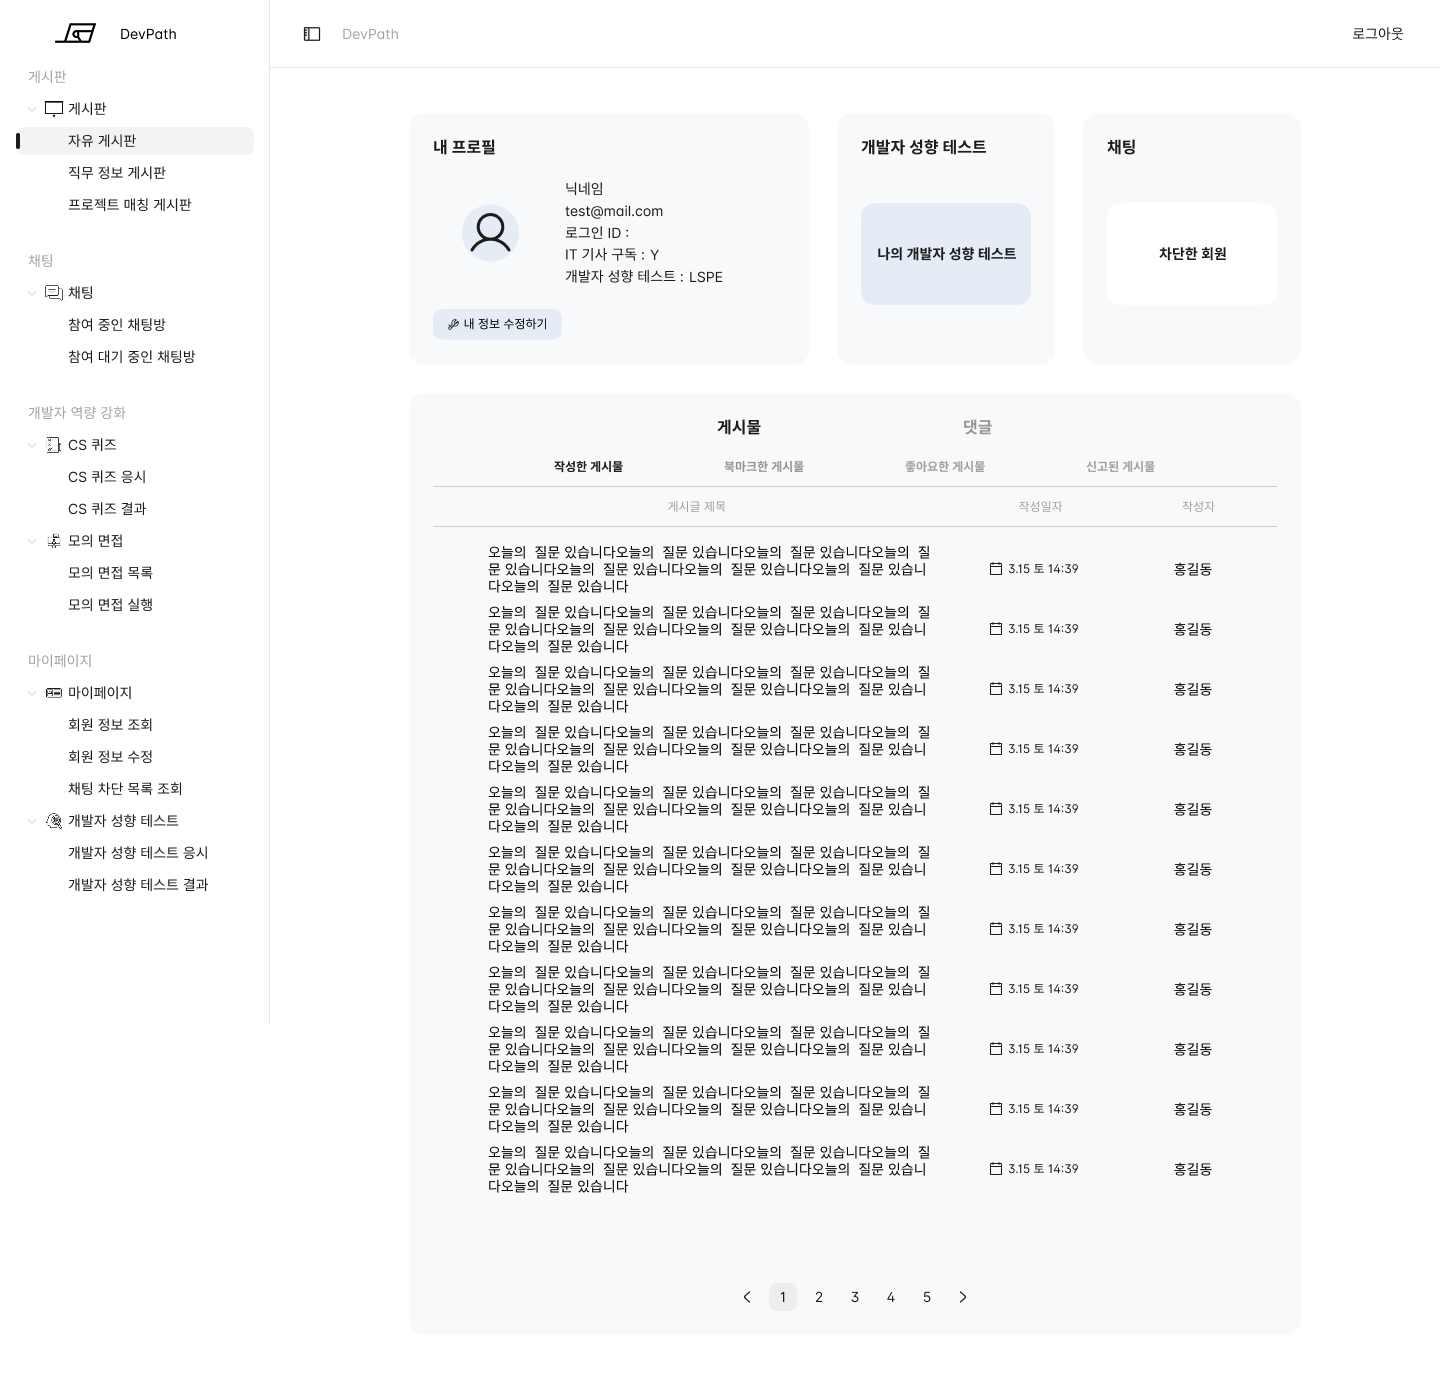 DevPath
게시판
게시판
자유 게시판
직무 정보 게시판
프로젝트 매칭 게시판
채팅
채팅
참여 중인 채팅방
참여 대기 중인 채팅방
개발자 역량 강화
CS 퀴즈
CS 퀴즈 응시
CS 퀴즈 결과
모의 면접
모의 면접 목록
모의 면접 실행
마이페이지
마이페이지
회원 정보 조회
회원 정보 수정
채팅 차단 목록 조회
개발자 성향 테스트
개발자 성향 테스트 응시
개발자 성향 테스트 결과
DevPath
로그아웃
내 프로필
닉네임
test@mail.com
로그인 ID :
IT 기사 구독 : Y
개발자 성향 테스트 : LSPE
내 정보 수정하기
개발자 성향 테스트
나의 개발자 성향 테스트
채팅
차단한 회원
게시물 댓글
작성한 게시물 북마크한 게시물 좋아요한 게시물 신고된 게시물
게시글 제목 작성일자 작성자
오늘의 질문 있습니다오늘의 질문 있습니다오늘의 질문 있습니다오늘의 질
문 있습니다오늘의 질문 있습니다오늘의 질문 있습니다오늘의 질문 있습니
다오늘의 질문 있습니다
3.15 토 14:39
홍길동
오늘의 질문 있습니다오늘의 질문 있습니다오늘의 질문 있습니다오늘의 질
문 있습니다오늘의 질문 있습니다오늘의 질문 있습니다오늘의 질문 있습니
다오늘의 질문 있습니다
3.15 토 14:39
홍길동
오늘의 질문 있습니다오늘의 질문 있습니다오늘의 질문 있습니다오늘의 질
문 있습니다오늘의 질문 있습니다오늘의 질문 있습니다오늘의 질문 있습니
다오늘의 질문 있습니다
3.15 토 14:39
홍길동
오늘의 질문 있습니다오늘의 질문 있습니다오늘의 질문 있습니다오늘의 질
문 있습니다오늘의 질문 있습니다오늘의 질문 있습니다오늘의 질문 있습니
다오늘의 질문 있습니다
3.15 토 14:39
홍길동
오늘의 질문 있습니다오늘의 질문 있습니다오늘의 질문 있습니다오늘의 질
문 있습니다오늘의 질문 있습니다오늘의 질문 있습니다오늘의 질문 있습니
다오늘의 질문 있습니다
3.15 토 14:39
홍길동
오늘의 질문 있습니다오늘의 질문 있습니다오늘의 질문 있습니다오늘의 질
문 있습니다오늘의 질문 있습니다오늘의 질문 있습니다오늘의 질문 있습니
다오늘의 질문 있습니다
3.15 토 14:39
홍길동
오늘의 질문 있습니다오늘의 질문 있습니다오늘의 질문 있습니다오늘의 질
문 있습니다오늘의 질문 있습니다오늘의 질문 있습니다오늘의 질문 있습니
다오늘의 질문 있습니다
3.15 토 14:39
홍길동
오늘의 질문 있습니다오늘의 질문 있습니다오늘의 질문 있습니다오늘의 질
문 있습니다오늘의 질문 있습니다오늘의 질문 있습니다오늘의 질문 있습니
다오늘의 질문 있습니다
3.15 토 14:39
홍길동
오늘의 질문 있습니다오늘의 질문 있습니다오늘의 질문 있습니다오늘의 질
문 있습니다오늘의 질문 있습니다오늘의 질문 있습니다오늘의 질문 있습니
다오늘의 질문 있습니다
3.15 토 14:39
홍길동
오늘의 질문 있습니다오늘의 질문 있습니다오늘의 질문 있습니다오늘의 질
문 있습니다오늘의 질문 있습니다오늘의 질문 있습니다오늘의 질문 있습니
다오늘의 질문 있습니다
3.15 토 14:39
홍길동
오늘의 질문 있습니다오늘의 질문 있습니다오늘의 질문 있습니다오늘의 질
문 있습니다오늘의 질문 있습니다오늘의 질문 있습니다오늘의 질문 있습니
다오늘의 질문 있습니다
3.15 토 14:39
홍길동
1 2 3 4 5